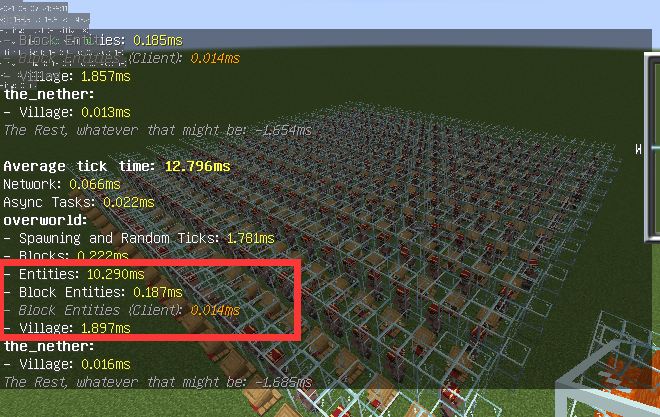 - Block Entities: 0.185ms
- Block Entities (Client): 0.014ms
- Village: 1.857ms
the_nether:
- Village: 0.013ms
The Rest, whatever that might be: -1.654ms
Average tick time: 12.796ms
Network: 0.066ms
Async Tasks: 0.022ms
overworld:
- Spawning and Random Ticks: 1.781ms
- Blocks: 0.222ms
- Entities: 10.290ms
- Block Entities: 0.187ms
- Block Entities (Client): 0.014ms
- Village: 1.897ms
the_nether:
- Village: 0.016ms
The Rest, whatever that might be: -1.685ms
W